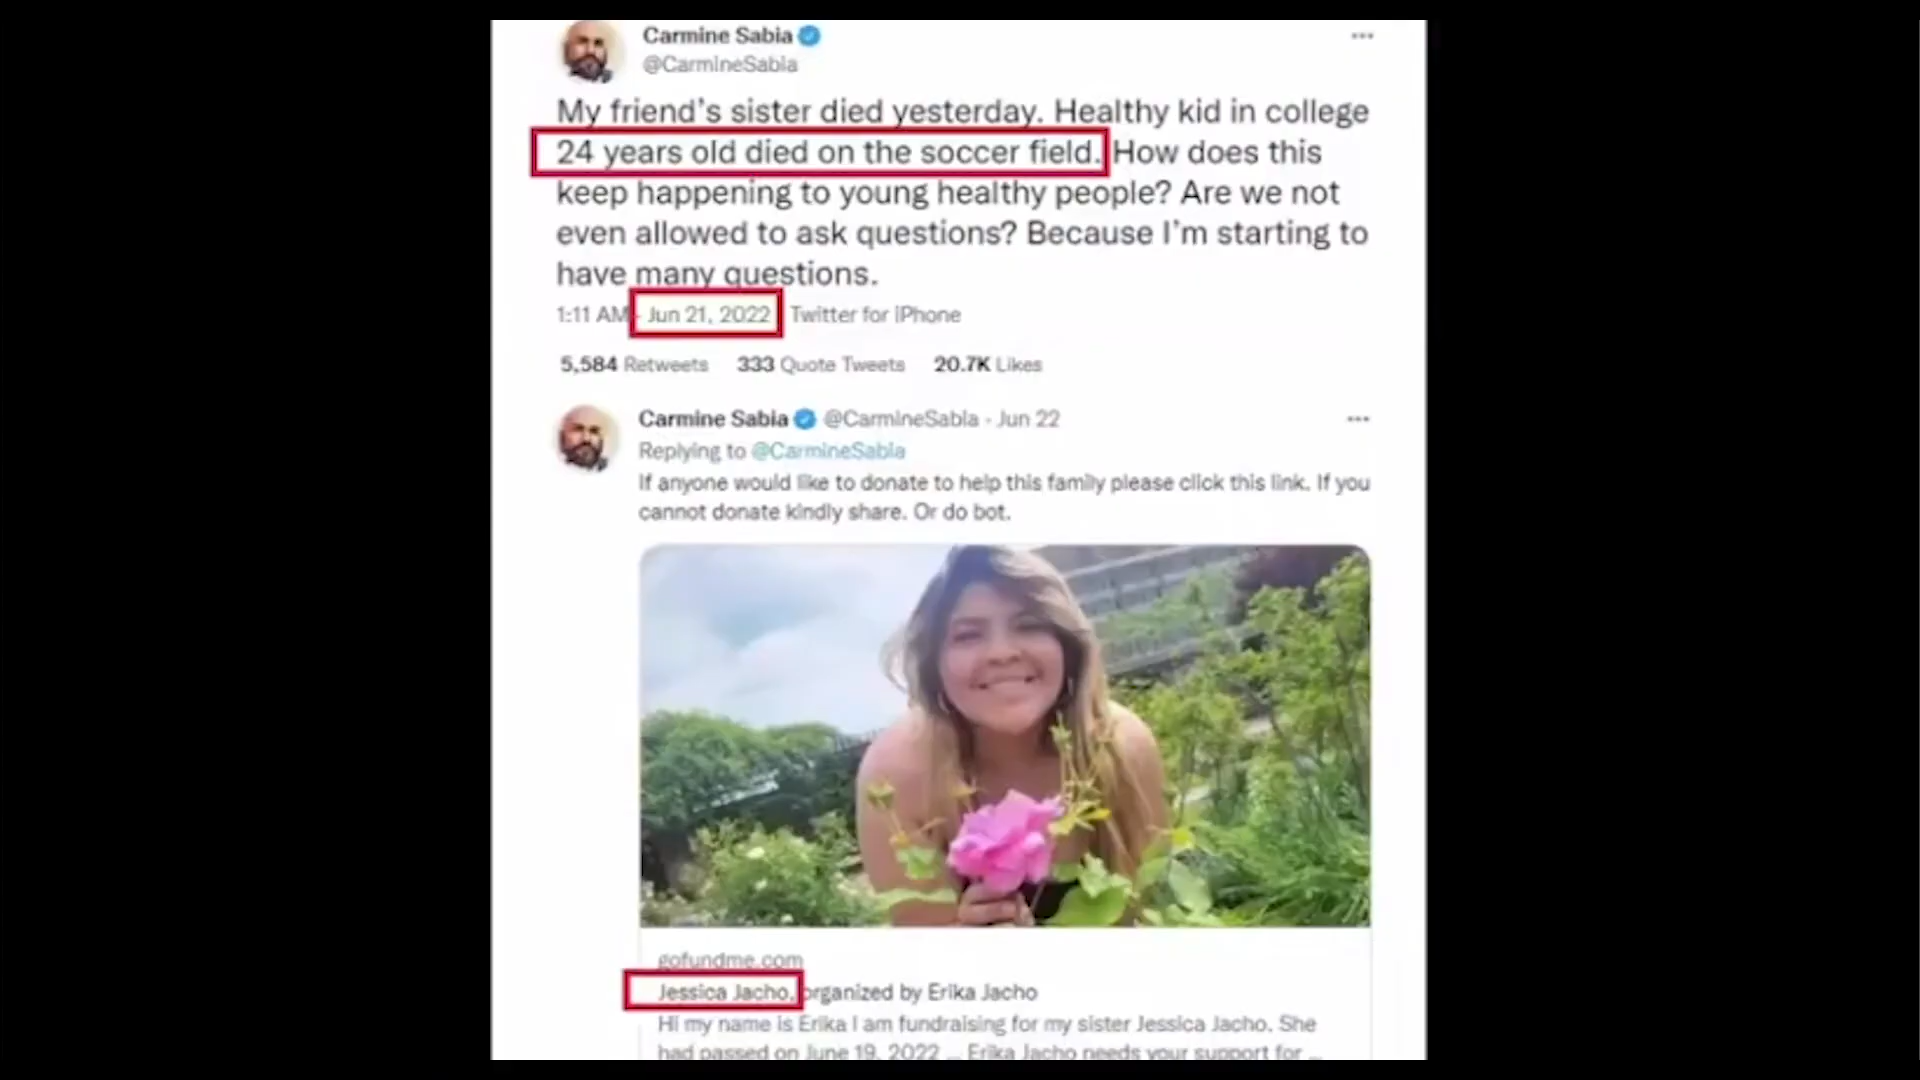 Carmine Sabia
@CarmineSabia
My friend's sister died yesterday. Healthy kid in college
24 years old died on the soccer field. How does this
keep happening to young healthy people? Are we not
even allowed to ask questions? Because I'm starting to
have many questions.
1:11 AM · Jun 21, 2022 Twitter for iPhone
5,584 Retweets 333 Quote Tweets 20.7K Likes
Carmine Sabia @CarmineSabia · Jun 22
Replying to @CarmineSabia
If anyone would like to donate to help this family please click this link. If you
cannot donate kindly share. Or do bot.
gofundme.com
Jessica Jacho, organized by Erika Jacho
Hi my name is Erika I am fundraising for my sister Jessica Jacho. She
had passed on June 19, 2022 ... Erika Jacho needs your support for ...